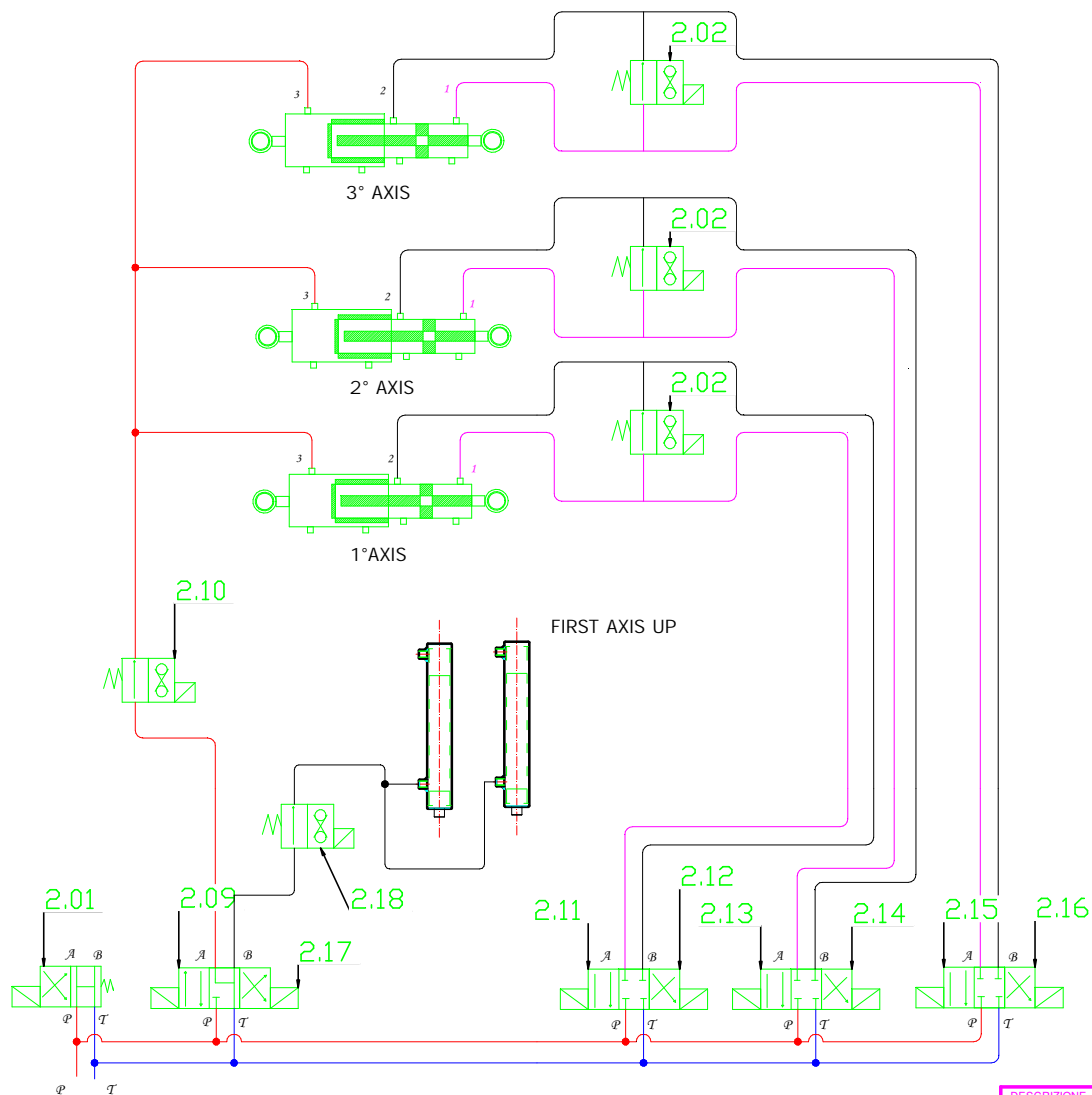 2.02
3
2
1
3° AXIS
2.02
3
2
1
2° AXIS
2.02
3
2
1
1°AXIS
2.10
FIRST AXIS UP
2.18
2.01
A B
P T
P T
2.09
2.17
A B
P T
2.11
2.12
A B
P T
2.13
2.14
A B
P T
2.15
2.16
A B
P T
DESCRIZIONE